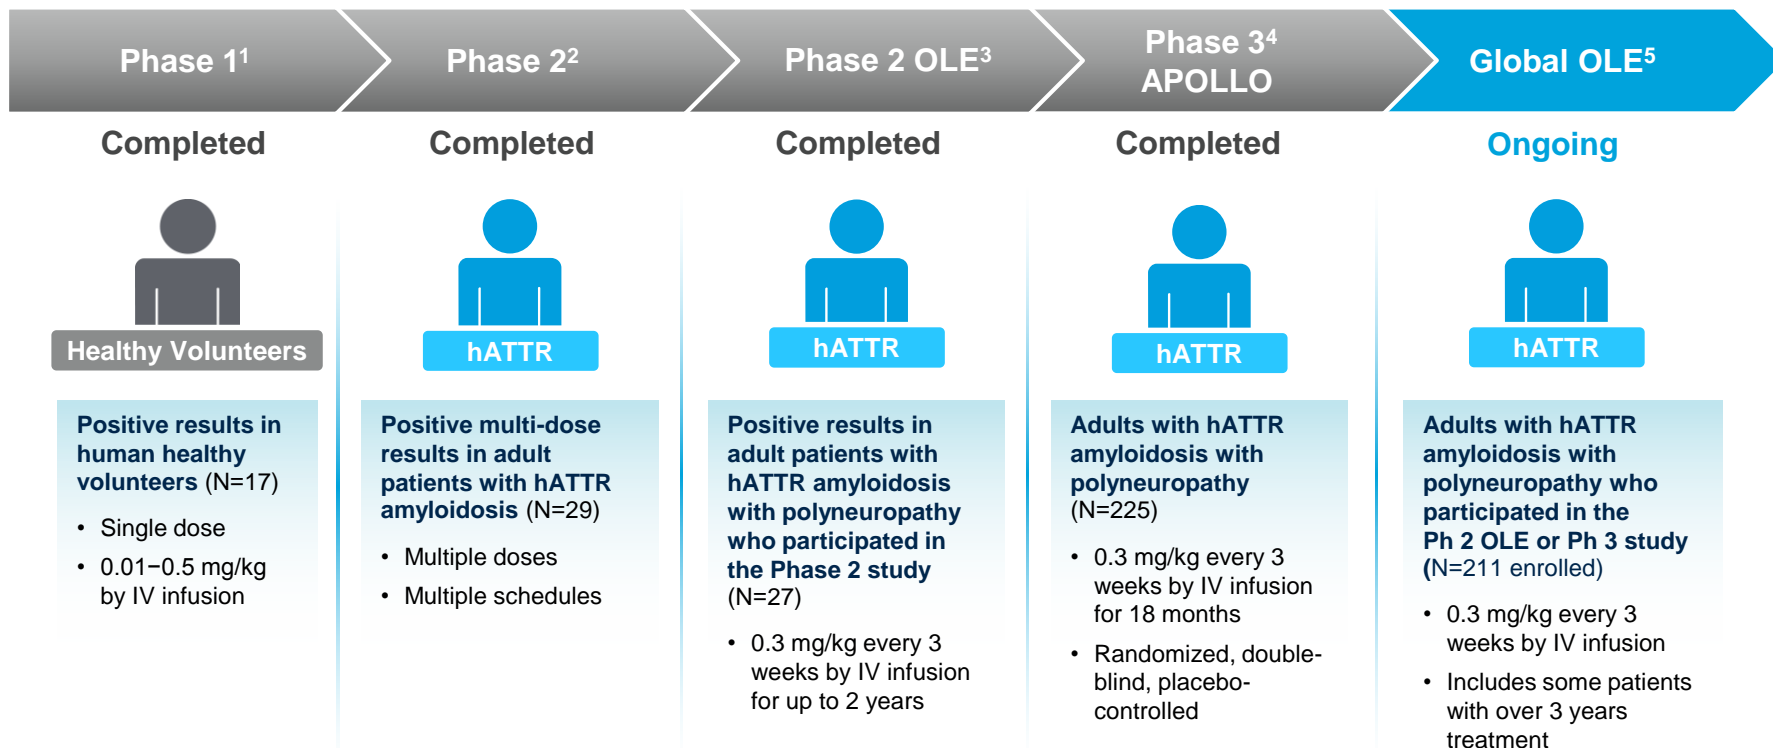 Phase 1¹
Phase 2²
Phase 2 OLE³
Phase 3⁴
APOLLO
Global OLE⁵
Completed
Completed
Completed
Completed
Ongoing
Healthy Volunteers
hATTR
hATTR
hATTR
hATTR
Positive results in
human healthy
volunteers (N=17)
• Single dose
• 0.01–0.5 mg/kg
by IV infusion
Positive multi-dose
results in adult
patients with hATTR
amyloidosis (N=29)
• Multiple doses
• Multiple schedules
Positive results in
adult patients with
hATTR amyloidosis
with polyneuropathy
who participated in
the Phase 2 study
(N=27)
• 0.3 mg/kg every 3
weeks by IV infusion
for up to 2 years
Adults with hATTR
amyloidosis with
polyneuropathy
(N=225)
• 0.3 mg/kg every 3
weeks by IV infusion
for 18 months
• Randomized, double-
blind, placebo-
controlled
Adults with hATTR
amyloidosis with
polyneuropathy who
participated in the
Ph 2 OLE or Ph 3 study
(N=211 enrolled)
• 0.3 mg/kg every 3
weeks by IV infusion
• Includes some patients
with over 3 years
treatment